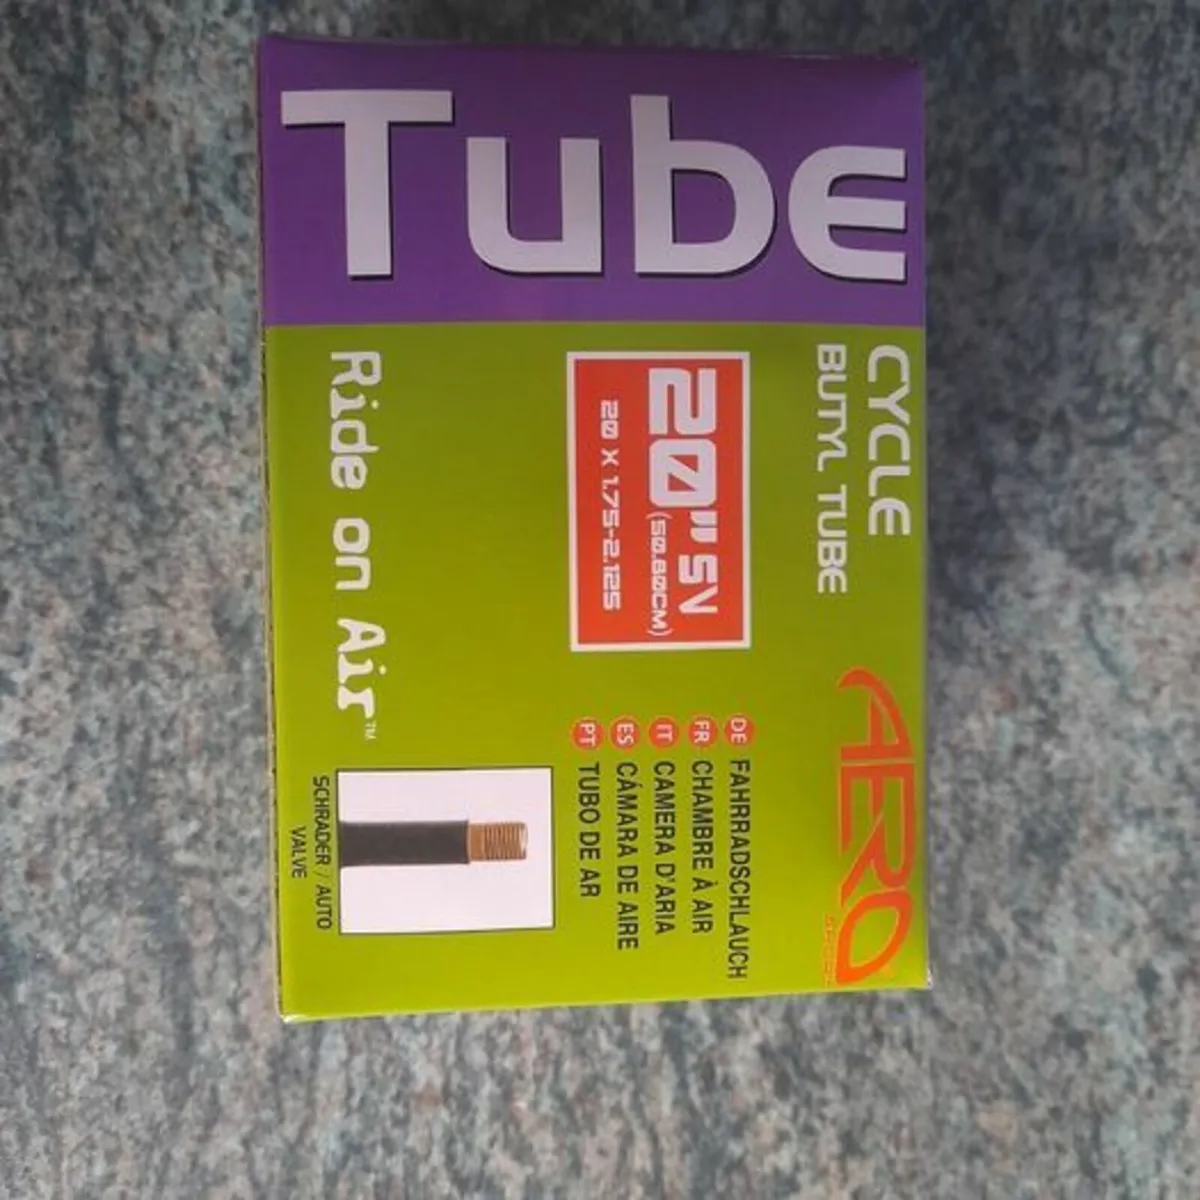 Tube
CYCLE
BUTYL TUBE
20" SV
(50.80CM)
20 X 1.75-2.125
Ride on Air™
AERO
SPORT
DE FAHRRADSCHLAUCH
FR CHAMBRE À AIR
IT CAMERA D'ARIA
ES CÁMARA DE AIRE
PT TUBO DE AR
SCHRADER / AUTO
VALVE